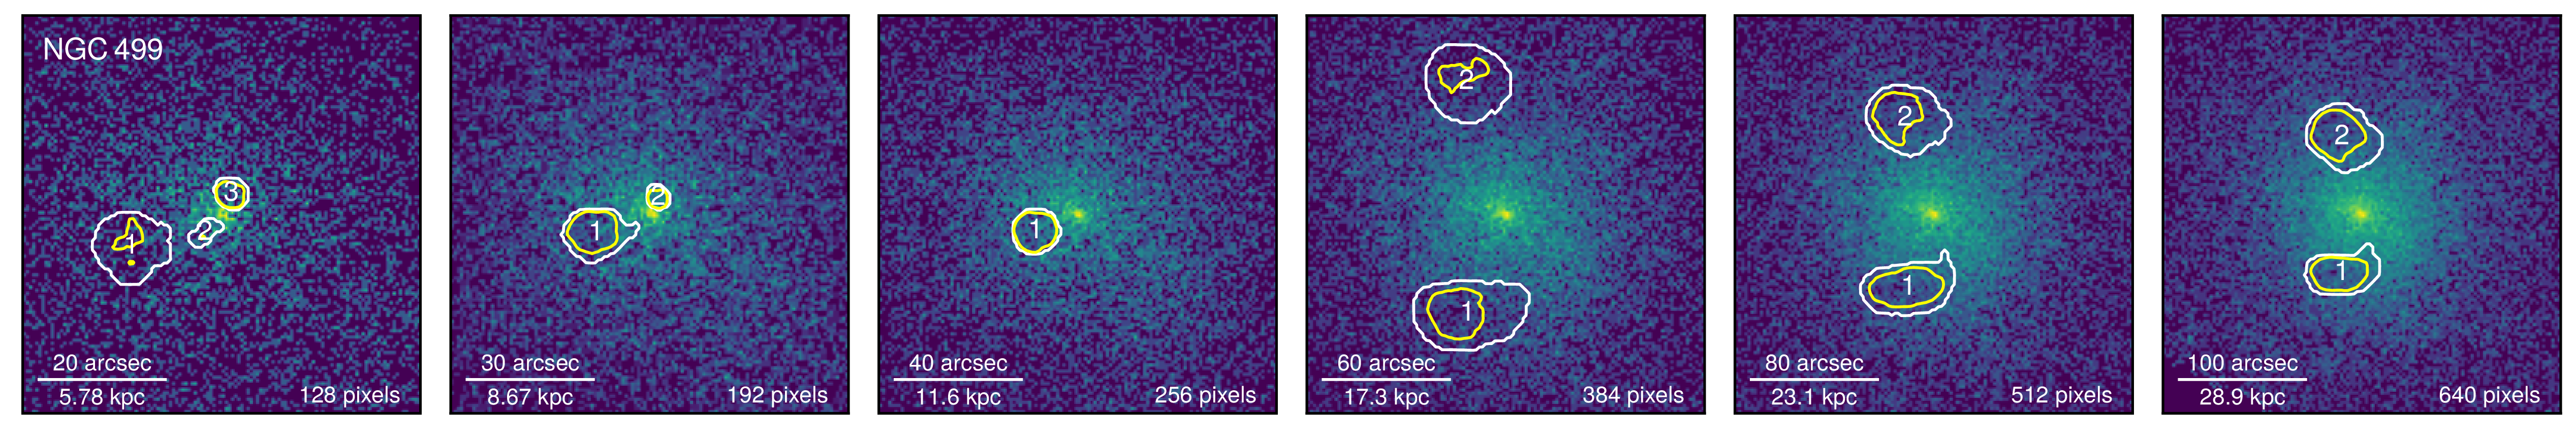 NGC 499
3
1
2
20 arcsec
5.78 kpc
128 pixels
2
1
30 arcsec
8.67 kpc
192 pixels
1
40 arcsec
11.6 kpc
256 pixels
2
1
60 arcsec
17.3 kpc
384 pixels
2
1
80 arcsec
23.1 kpc
512 pixels
2
1
100 arcsec
28.9 kpc
640 pixels